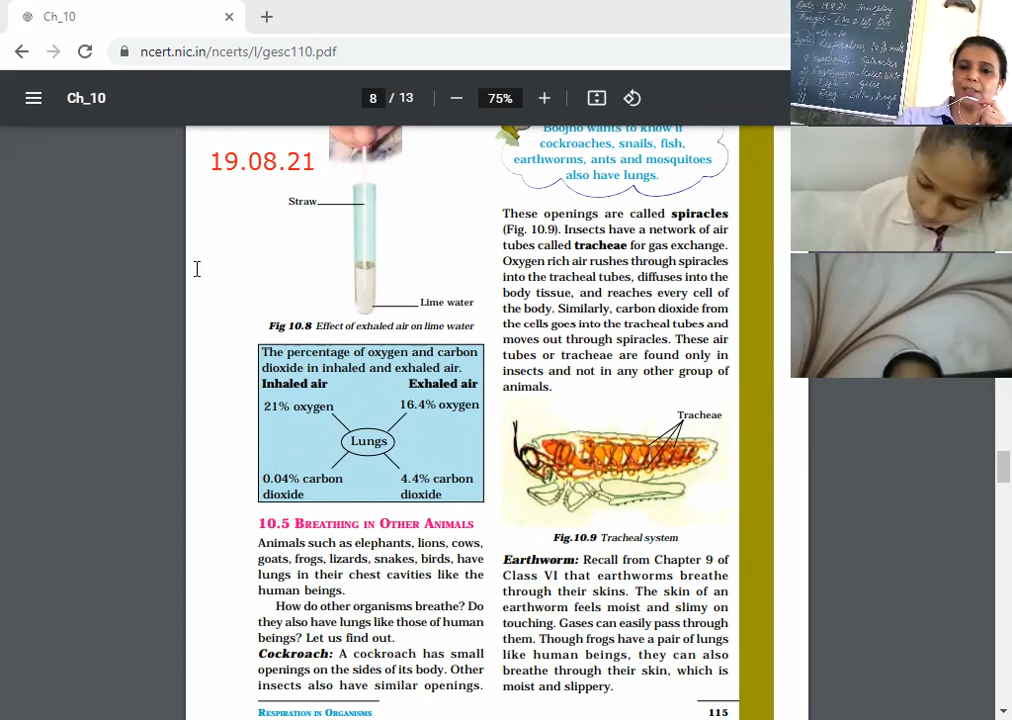 Ch_10
ncert.nic.in/ncerts/l/gesc110.pdf
Ch_10
8 / 13
75%
19.08.21
Straw
Lime water
Fig 10.8 Effect of exhaled air on lime water
The percentage of oxygen and carbon
dioxide in inhaled and exhaled air.
Inhaled air Exhaled air
21% oxygen 16.4% oxygen
Lungs
0.04% carbon
dioxide
4.4% carbon
dioxide
10.5 BREATHING IN OTHER ANIMALS
Animals such as elephants, lions, cows,
goats, frogs, lizards, snakes, birds, have
lungs in their chest cavities like the
human beings.
How do other organisms breathe? Do
they also have lungs like those of human
beings? Let us find out.
Cockroach: A cockroach has small
openings on the sides of its body. Other
insects also have similar openings.
RESPIRATION IN ORGANISMS
Boojho wants to know if
cockroaches, snails, fish,
earthworms, ants and mosquitoes
also have lungs.
These openings are called spiracles
(Fig. 10.9). Insects have a network of air
tubes called tracheae for gas exchange.
Oxygen rich air rushes through spiracles
into the tracheal tubes, diffuses into the
body tissue, and reaches every cell of
the body. Similarly, carbon dioxide from
the cells goes into the tracheal tubes and
moves out through spiracles. These air
tubes or tracheae are found only in
insects and not in any other group of
animals.
Tracheae
Fig.10.9 Tracheal system
Earthworm: Recall from Chapter 9 of
Class VI that earthworms breathe
through their skins. The skin of an
earthworm feels moist and slimy on
touching. Gases can easily pass through
them. Though frogs have a pair of lungs
like human beings, they can also
breathe through their skin, which is
moist and slippery.
115